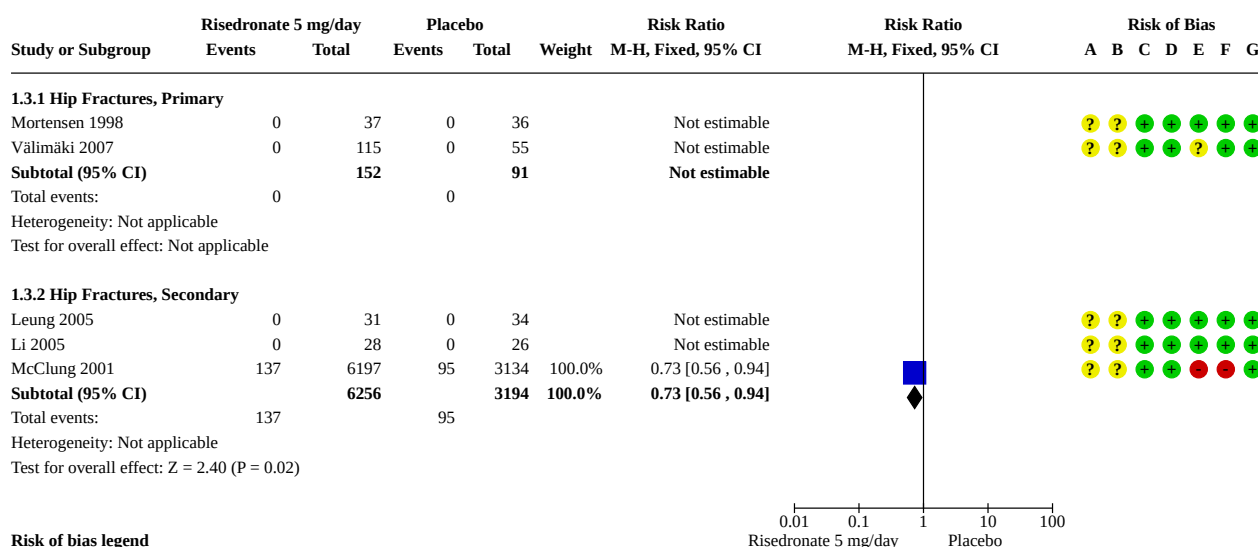 Risedronate 5 mg/day Placebo Risk Ratio Risk Ratio Risk of Bias
Study or Subgroup Events Total Events Total Weight M-H, Fixed, 95% CI M-H, Fixed, 95% CI A B C D E F G
1.3.1 Hip Fractures, Primary
Mortensen 1998 0 37 0 36 Not estimable ? ? + + + + +
Välimäki 2007 0 115 0 55 Not estimable ? ? + + ? + +
Subtotal (95% CI) 152 91 Not estimable
Total events: 0 0
Heterogeneity: Not applicable
Test for overall effect: Not applicable
1.3.2 Hip Fractures, Secondary
Leung 2005 0 31 0 34 Not estimable ? ? + + + + +
Li 2005 0 28 0 26 Not estimable ? ? + + + + +
McClung 2001 137 6197 95 3134 100.0% 0.73 [0.56 , 0.94] ? ? + + - - +
Subtotal (95% CI) 6256 3194 100.0% 0.73 [0.56 , 0.94]
Total events: 137 95
Heterogeneity: Not applicable
Test for overall effect: Z = 2.40 (P = 0.02)
0.01 0.1 1 10 100
Risedronate 5 mg/day Placebo
Risk of bias legend